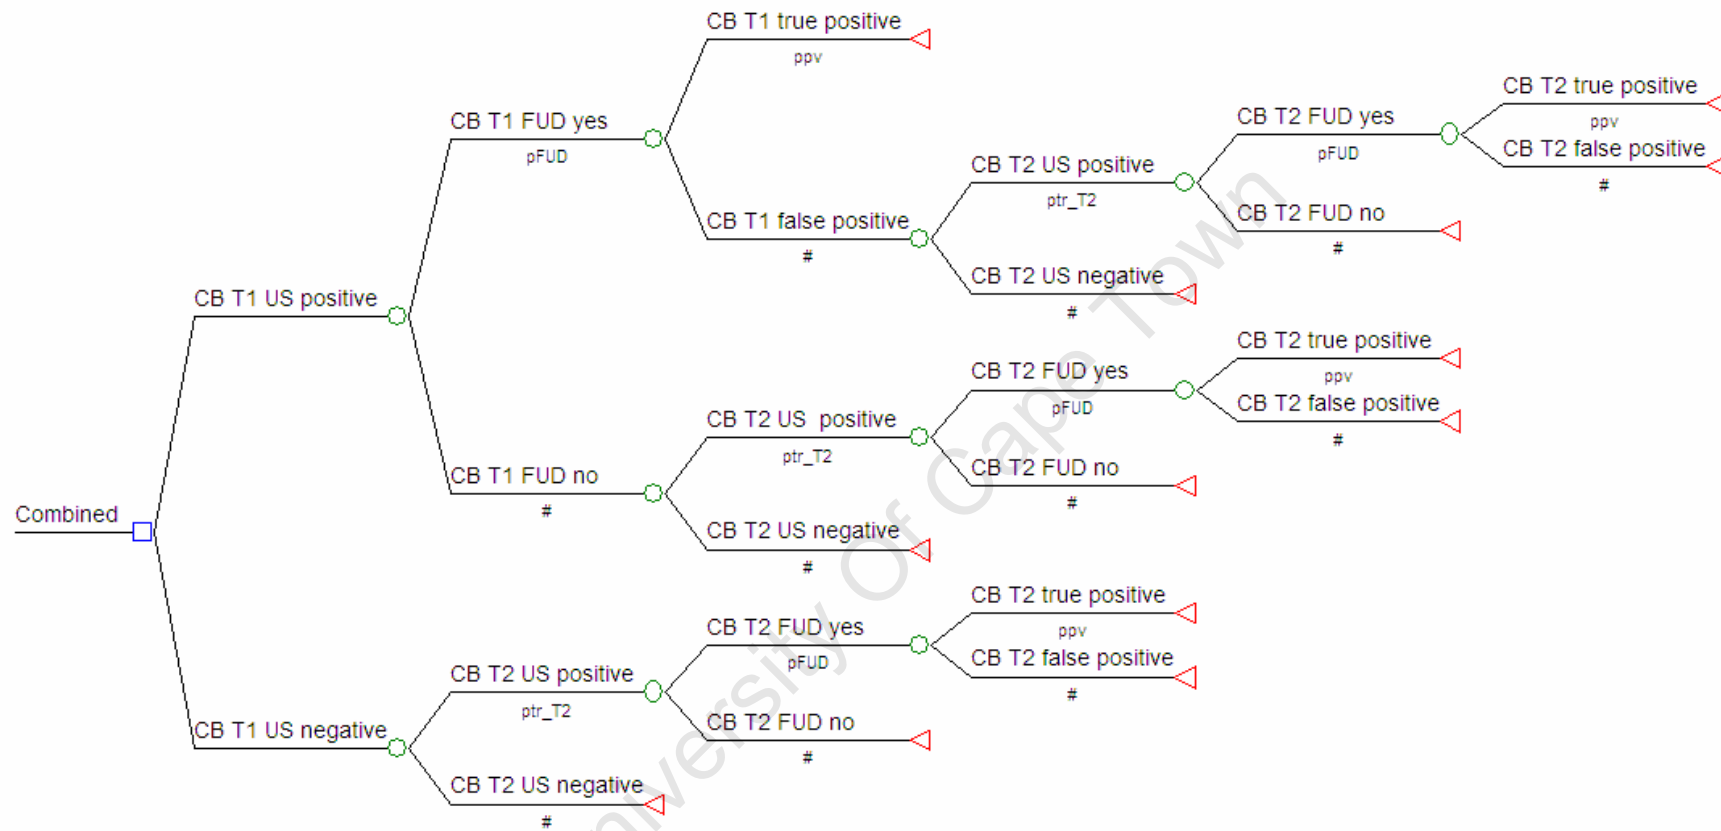 CB T1 true positive
ppv
CB T2 true positive
ppv
CB T2 FUD yes
pFUD
CB T2 false positive
#
CB T1 FUD yes
pFUD
CB T2 US positive
ptr_T2
CB T2 FUD no
#
CB T1 false positive
#
CB T2 US negative
#
CB T1 US positive
CB T2 true positive
ppv
CB T2 FUD yes
pFUD
CB T2 false positive
#
CB T2 US  positive
ptr_T2
CB T2 FUD no
#
CB T1 FUD no
#
CB T2 US negative
#
Combined
CB T2 true positive
ppv
CB T2 FUD yes
pFUD
CB T2 false positive
#
CB T2 US positive
ptr_T2
CB T2 FUD no
#
CB T1 US negative
CB T2 US negative
#
University Of Cape Town